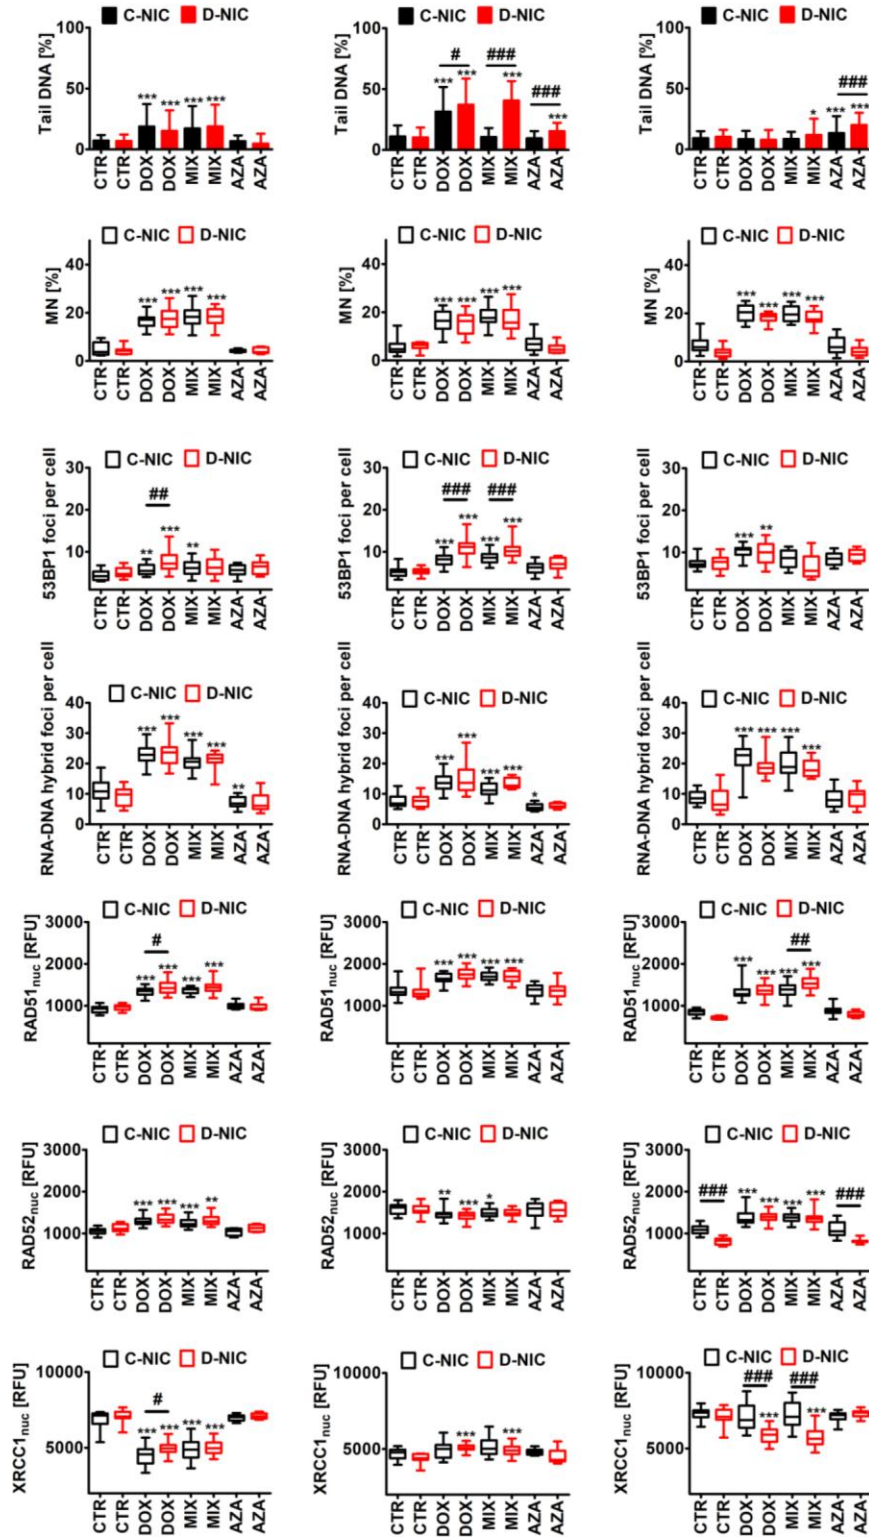 C-NIC D-NIC
Tail DNA [%]
100
50
0
*** *** *** ***
CTR CTR DOX DOX MIX MIX AZA AZA
C-NIC D-NIC
Tail DNA [%]
100
50
0
# ### ###
*** *** *** ***
CTR CTR DOX DOX MIX MIX AZA AZA
C-NIC D-NIC
Tail DNA [%]
100
50
0
###
* *** ***
CTR CTR DOX DOX MIX MIX AZA AZA
C-NIC D-NIC
MN [%]
40
20
0
*** *** *** ***
CTR CTR DOX DOX MIX MIX AZA AZA
C-NIC D-NIC
MN [%]
40
20
0
*** *** *** ***
CTR CTR DOX DOX MIX MIX AZA AZA
C-NIC D-NIC
MN [%]
40
20
0
*** *** *** ***
CTR CTR DOX DOX MIX MIX AZA AZA
C-NIC D-NIC
53BP1 foci per cell
30
20
10
##
** *** **
CTR CTR DOX DOX MIX MIX AZA AZA
C-NIC D-NIC
53BP1 foci per cell
30
20
10
### ###
*** *** *** ***
CTR CTR DOX DOX MIX MIX AZA AZA
C-NIC D-NIC
53BP1 foci per cell
30
20
10
*** **
CTR CTR DOX DOX MIX MIX AZA AZA
C-NIC D-NIC
RNA-DNA hybrid foci per cell
40
30
20
10
0
*** *** *** *** **
CTR CTR DOX DOX MIX MIX AZA AZA
C-NIC D-NIC
RNA-DNA hybrid foci per cell
40
30
20
10
0
*** *** *** *** *
CTR CTR DOX DOX MIX MIX AZA AZA
C-NIC D-NIC
RNA-DNA hybrid foci per cell
40
30
20
10
0
*** *** *** ***
CTR CTR DOX DOX MIX MIX AZA AZA
C-NIC D-NIC
RAD51nuc [RFU]
3000
2000
1000
#
*** *** *** ***
CTR CTR DOX DOX MIX MIX AZA AZA
C-NIC D-NIC
RAD51nuc [RFU]
3000
2000
1000
*** *** *** ***
CTR CTR DOX DOX MIX MIX AZA AZA
C-NIC D-NIC
RAD51nuc [RFU]
3000
2000
1000
##
*** *** *** ***
CTR CTR DOX DOX MIX MIX AZA AZA
C-NIC D-NIC
RAD52nuc [RFU]
3000
2000
1000
*** *** *** **
CTR CTR DOX DOX MIX MIX AZA AZA
C-NIC D-NIC
RAD52nuc [RFU]
3000
2000
1000
** *** *
CTR CTR DOX DOX MIX MIX AZA AZA
C-NIC D-NIC
RAD52nuc [RFU]
3000
2000
1000
### ###
*** *** *** ***
CTR CTR DOX DOX MIX MIX AZA AZA
C-NIC D-NIC
XRCC1nuc [RFU]
10000
5000
#
*** *** *** ***
CTR CTR DOX DOX MIX MIX AZA AZA
C-NIC D-NIC
XRCC1nuc [RFU]
10000
5000
*** ***
CTR CTR DOX DOX MIX MIX AZA AZA
C-NIC D-NIC
XRCC1nuc [RFU]
10000
5000
### ###
*** ***
CTR CTR DOX DOX MIX MIX AZA AZA